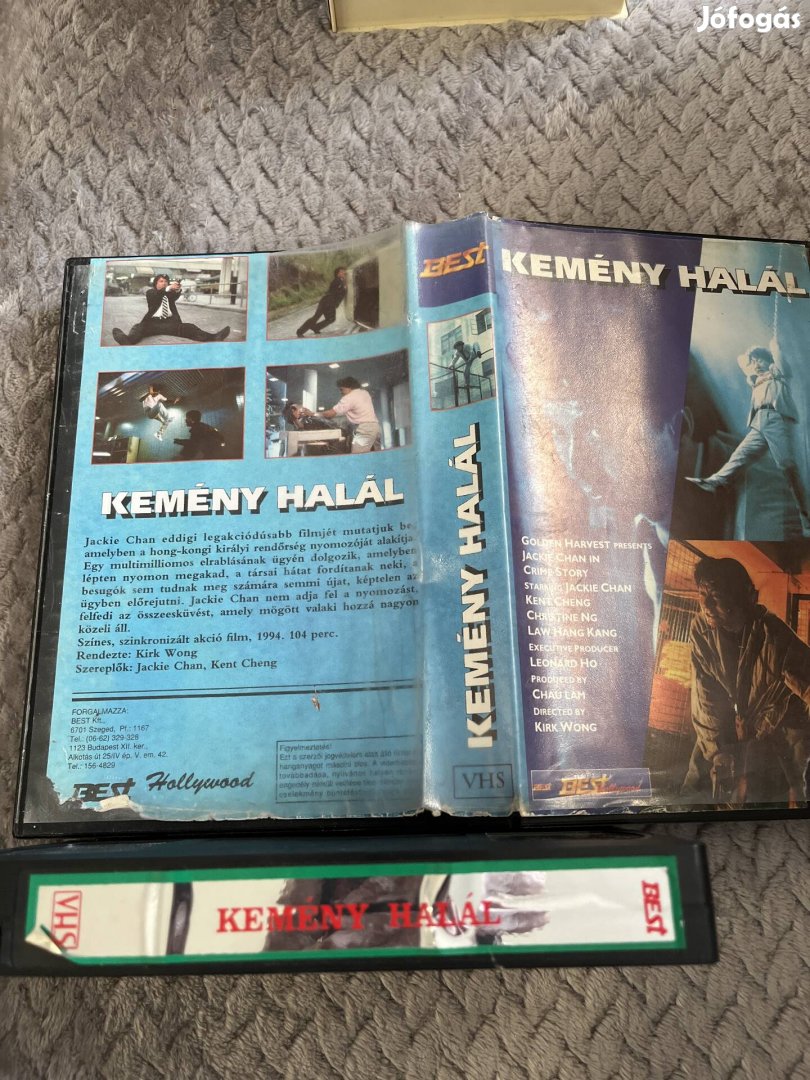 Jófogás
KEMÉNY HALÁL
Jackie Chan eddigi legakciódúsabb filmjét mutatjuk be
amelyben a hong-kongi királyi rendőrség nyomozóját alakítja
Egy multimilliomos elrablásának ügyén dolgozik, amelyben
lépten nyomon megakad, a társai hátat fordítanak neki, a
besugók sem tudnak meg számára semmi újat, képtelen az
ügyben előrejutni. Jackie Chan nem adja fel a nyomozást,
felfedi az összeesküvést, amely mögött valaki hozzá nagyon
közeli áll.
Színes, szinkronizált akció film, 1994. 104 perc.
Rendezte: Kirk Wong
Szereplők: Jackie Chan, Kent Cheng
FORGALMAZZA:
BEST Kft.,
6701 Szeged, Pf.: 1167
Tel.: (06-62) 329-328
1123 Budapest XII. ker.,
Alkotás út 25/IV ép. V. em. 42.
Tel.: 156-4829
BEST Hollywood
Figyelmeztetés!
BEST
KEMÉNY HALÁL
VHS
KEMÉNY HALÁL
GOLDEN HARVEST PRESENTS
JACKIE CHAN IN
CRIME STORY
STARRING JACKIE CHAN
KENT CHENG
CHRISTINE NG
LAW HANG KANG
EXECUTIVE PRODUCER
LEONARD HO
PRODUCED BY
CHAU LAM
DIRECTED BY
KIRK WONG
BEST
VHS
KEMÉNY HALÁL
BEST